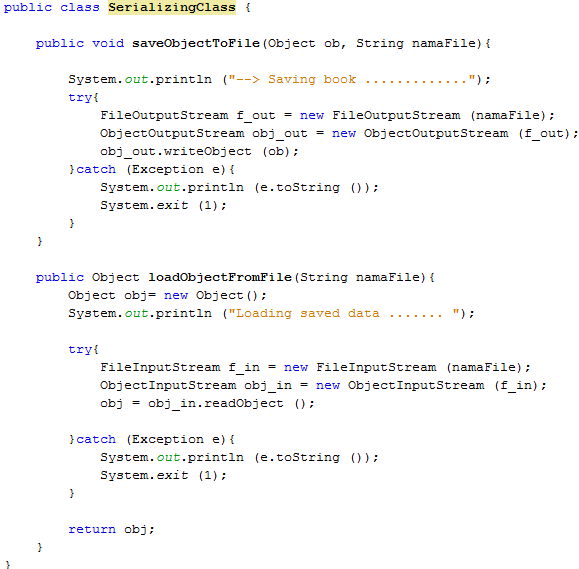 public class SerializingClass {
public void saveObjectToFile(Object ob, String namaFile){
System.out.println ("--> Saving book .............");
try{
FileOutputStream f_out = new FileOutputStream (namaFile);
ObjectOutputStream obj_out = new ObjectOutputStream (f_out);
obj_out.writeObject (ob);
}catch (Exception e){
System.out.println (e.toString ());
System.exit (1);
}
}
public Object loadObjectFromFile(String namaFile){
Object obj= new Object();
System.out.println ("Loading saved data ....... ");
try{
FileInputStream f_in = new FileInputStream (namaFile);
ObjectInputStream obj_in = new ObjectInputStream (f_in);
obj = obj_in.readObject ();
}catch (Exception e){
System.out.println (e.toString ());
System.exit (1);
}
return obj;
}
}